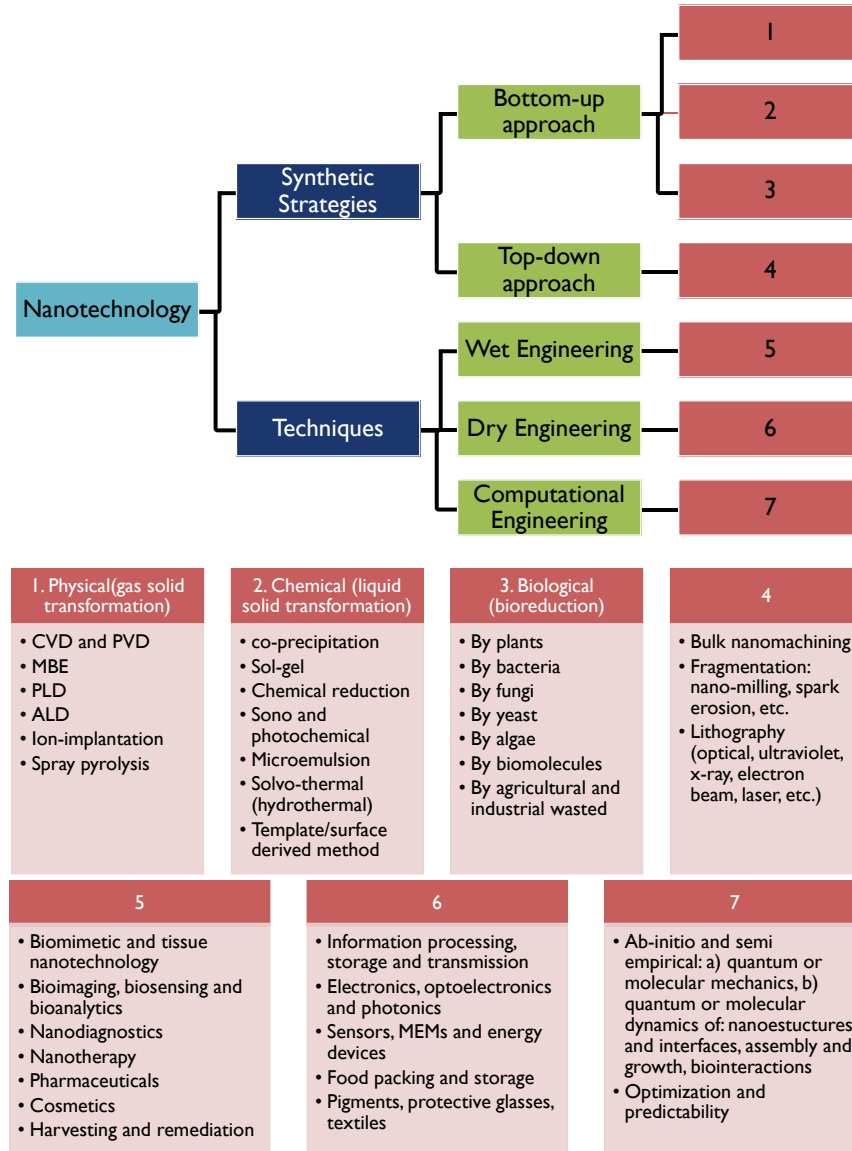 1
Bottom-up
approach
2
Synthetic
Strategies
3
Top-down
approach
4
Nanotechnology
Wet Engineering
5
Techniques
Dry Engineering
6
Computational
Engineering
7
1. Physical(gas solid
transformation)
• CVD and PVD
• MBE
• PLD
• ALD
• Ion-implantation
• Spray pyrolysis
2. Chemical (liquid
solid transformation)
• co-precipitation
• Sol-gel
• Chemical reduction
• Sono and
photochemical
• Microemulsion
• Solvo-thermal
(hydrothermal)
• Template/surface
derived method
3. Biological
(bioreduction)
• By plants
• By bacteria
• By fungi
• By yeast
• By algae
• By biomolecules
• By agricultural and
industrial wasted
4
• Bulk nanomachining
• Fragmentation:
nano-milling, spark
erosion, etc.
• Lithography
(optical, ultraviolet,
x-ray, electron
beam, laser, etc.)
5
• Biomimetic and tissue
nanotechnology
• Bioimaging, biosensing and
bioanalytics
• Nanodiagnostics
• Nanotherapy
• Pharmaceuticals
• Cosmetics
• Harvesting and remediation
6
• Information processing,
storage and transmission
• Electronics, optoelectronics
and photonics
• Sensors, MEMs and energy
devices
• Food packing and storage
• Pigments, protective glasses,
textiles
7
• Ab-initio and semi
empirical: a) quantum or
molecular mechanics, b)
quantum or molecular
dynamics of: nanoestuctures
and interfaces, assembly and
growth, biointeractions
• Optimization and
predictability